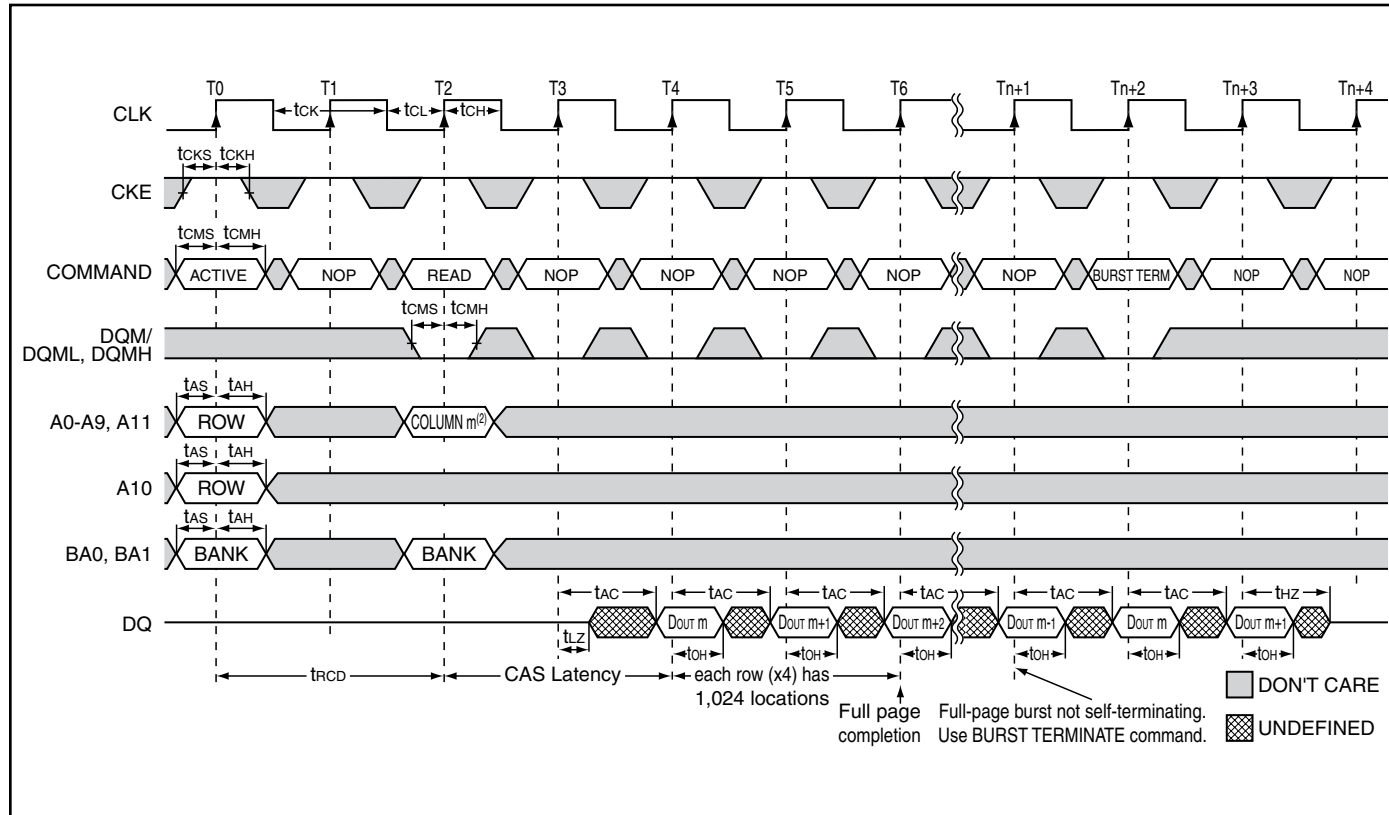 T0 T1 T2 T3 T4 T5 T6 Tn+1 Tn+2 Tn+3 Tn+4
CLK
tCK tCL tCH
tCKS tCKH
CKE
tCMS tCMH
COMMAND
ACTIVE NOP READ NOP NOP NOP NOP NOP BURST TERM NOP NOP
tCMS tCMH
DQM/
DQML, DQMH
tAS tAH
A0-A9, A11
ROW COLUMN m(2)
tAS tAH
A10
ROW
tAS tAH
BA0, BA1
BANK BANK
tAC tAC tAC tAC tAC tAC tHZ
DQ
DOUT m DOUT m+1 DOUT m+2 DOUT m-1 DOUT m DOUT m+1
tLZ
tOH tOH tOH tOH tOH tOH
tRCD CAS Latency each row (x4) has
1,024 locations
Full page
completion
Full-page burst not self-terminating.
Use BURST TERMINATE command.
DON'T CARE
UNDEFINED